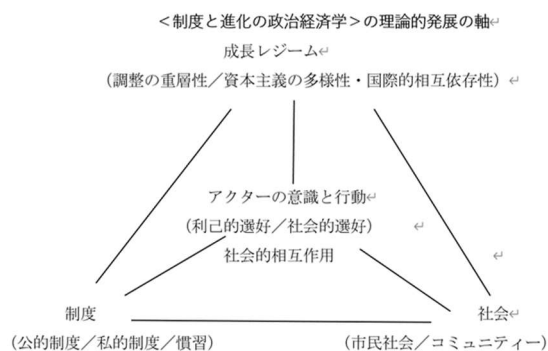 ＜制度と進化の政治経済学＞の理論的発展の軸
成長レジーム
（調整の重層性／資本主義の多様性・国際的相互依存性）
アクターの意識と行動
（利己的選好／社会的選好）
社会的相互作用
制度
（公的制度／私的制度／慣習）
社会
（市民社会／コミュニティー）